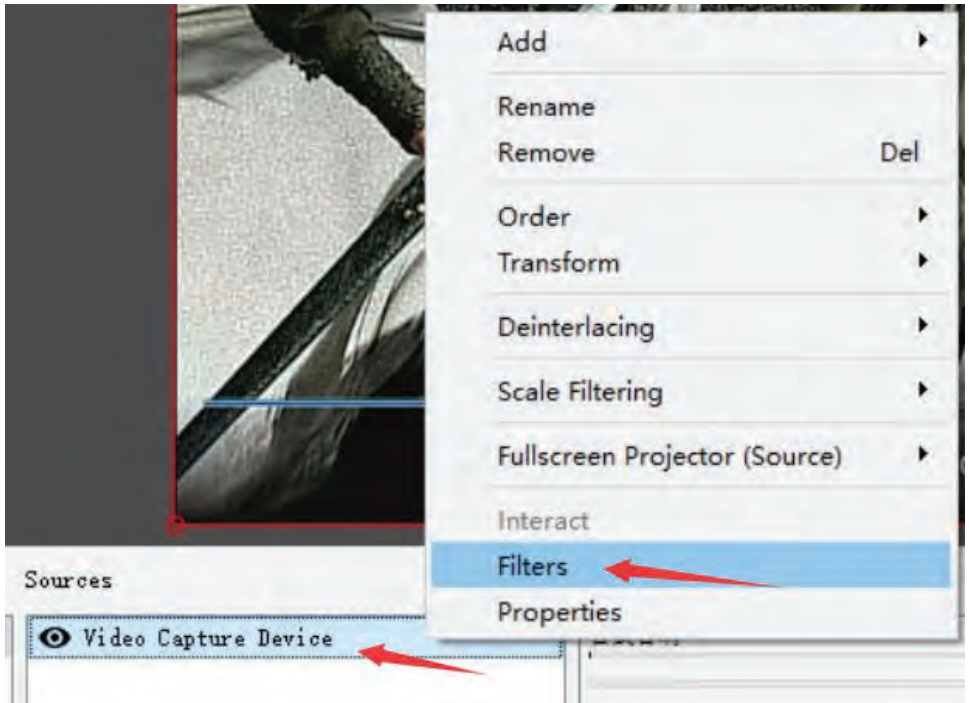 Add
Rename
Remove Del
Order
Transform
Deinterlacing
Scale Filtering
Fullscreen Projector (Source)
Interact
Filters
Properties
Sources
Video Capture Device